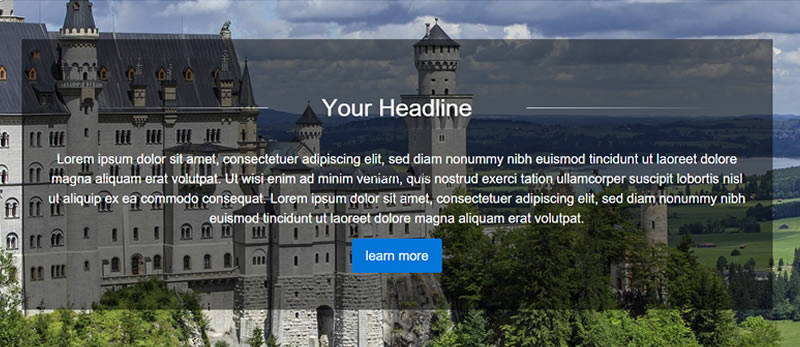 Your Headline
Lorem ipsum dolor sit amet, consectetuer adipiscing elit, sed diam nonummy nibh euismod tincidunt ut laoreet dolore
magna aliquam erat volutpat. Ut wisi enim ad minim veniam, quis nostrud exerci tation ullamcorper suscipit lobortis nisl
ut aliquip ex ea commodo consequat. Lorem ipsum dolor sit amet, consectetuer adipiscing elit, sed diam nonummy nibh
euismod tincidunt ut laoreet dolore magna aliquam erat volutpat.
learn more